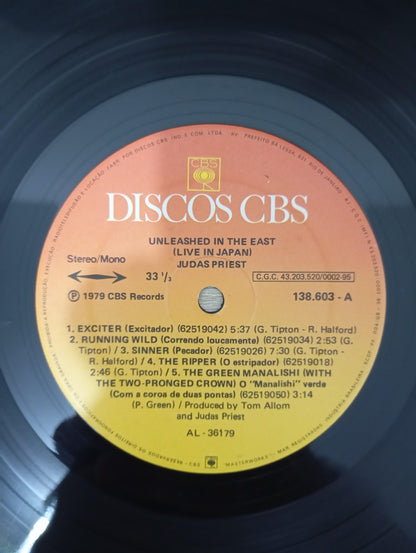 CBS
DISCOS CBS
UNLEASHED IN THE EAST
(LIVE IN JAPAN)
JUDAS PRIEST
Stereo/Mono
33 1/3
C.G.C. 43.203.520/0002-95
℗ 1979 CBS Records
138.603 - A
1. EXCITER (Excitador) (62519042) 5:37 (G. Tipton -
R. Halford) 2. RUNNING WILD (Correndo loucamente) (62519034) 2:53 (G.
Tipton) / 3. SINNER (Pecador) (62519026) 7:30 (G. Tipton -
R. Halford) / 4. THE RIPPER (O estripador) (62519018)
2:46 (G. Tipton) / 5. THE GREEN MANALISHI (WITH
THE TWO-PRONGED CROWN) O "Manalishi" verde
(Com a coroa de duas pontas) (62519050) 3:14
(P. Green) / Produced by Tom Allom
and Judas Priest
AL - 36179